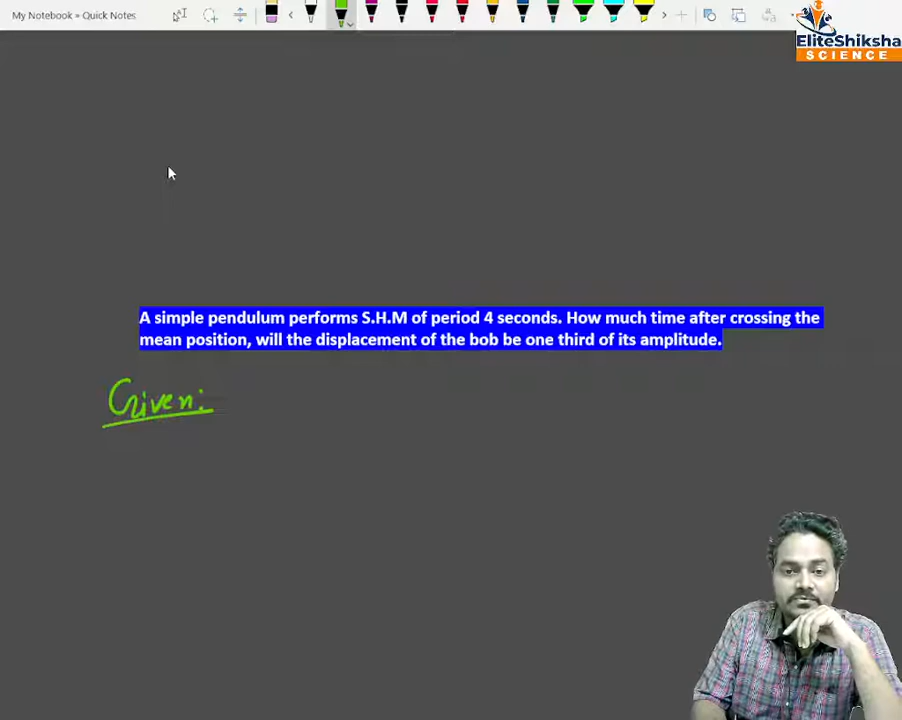 My Notebook » Quick Notes
EliteShiksha
SCIENCE
A simple pendulum performs S.H.M of period 4 seconds. How much time after crossing the
mean position, will the displacement of the bob be one third of its amplitude.
Given: